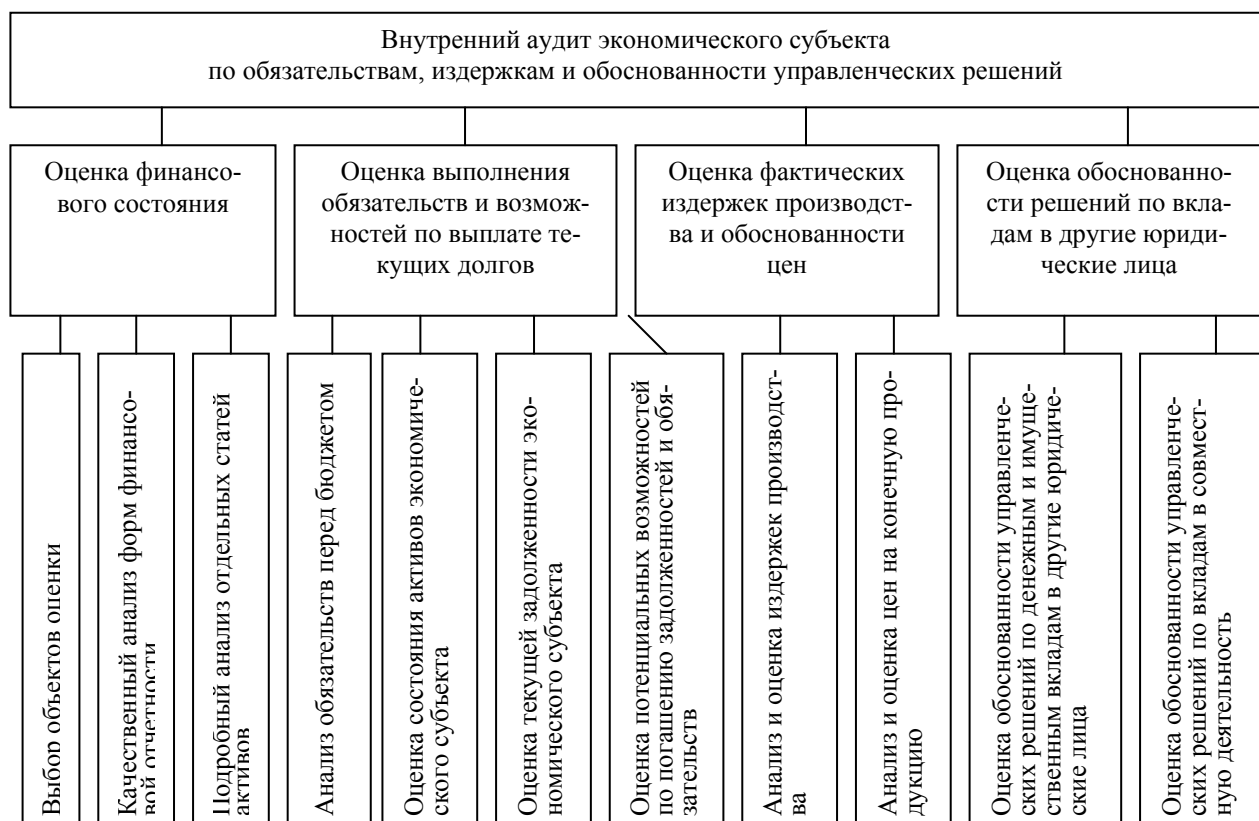 Внутренний аудит экономического субъекта
по обязательствам, издержкам и обоснованности управленческих решений
Оценка финансо-
вого состояния
Оценка выполнения
обязательств и возмож-
ностей по выплате те-
кущих долгов
Оценка фактических
издержек производст-
ва и обоснованности
цен
Оценка обоснованно-
сти решений по вкла-
дам в другие юриди-
ческие лица
Выбор объектов оценки
Качественный анализ форм финансо-
вой отчетности
Подробный анализ отдельных статей
активов
Анализ обязательств перед бюджетом
Оценка состояния активов экономиче-
ского субъекта
Оценка текущей задолженности эко-
номического субъекта
Оценка потенциальных возможностей
по погашению задолженностей и обя-
зательств
Анализ и оценка издержек производст-
ва
Анализ и оценка цен на конечную про-
дукцию
Оценка обоснованности управленче-
ских решений по денежным и имуще-
ственным вкладам в другие юридиче-
ские лица
Оценка обоснованности управленче-
ских решений по вкладам в совмест-
ную деятельность